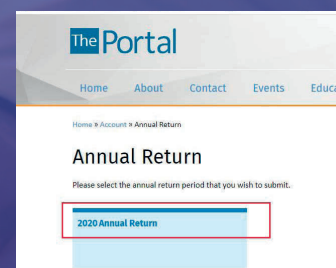 The Portal
Home About Contact Events
Home » Account » Annual Return
Annual Return
Please select the annual return period that you wish to submit.
2020 Annual Return